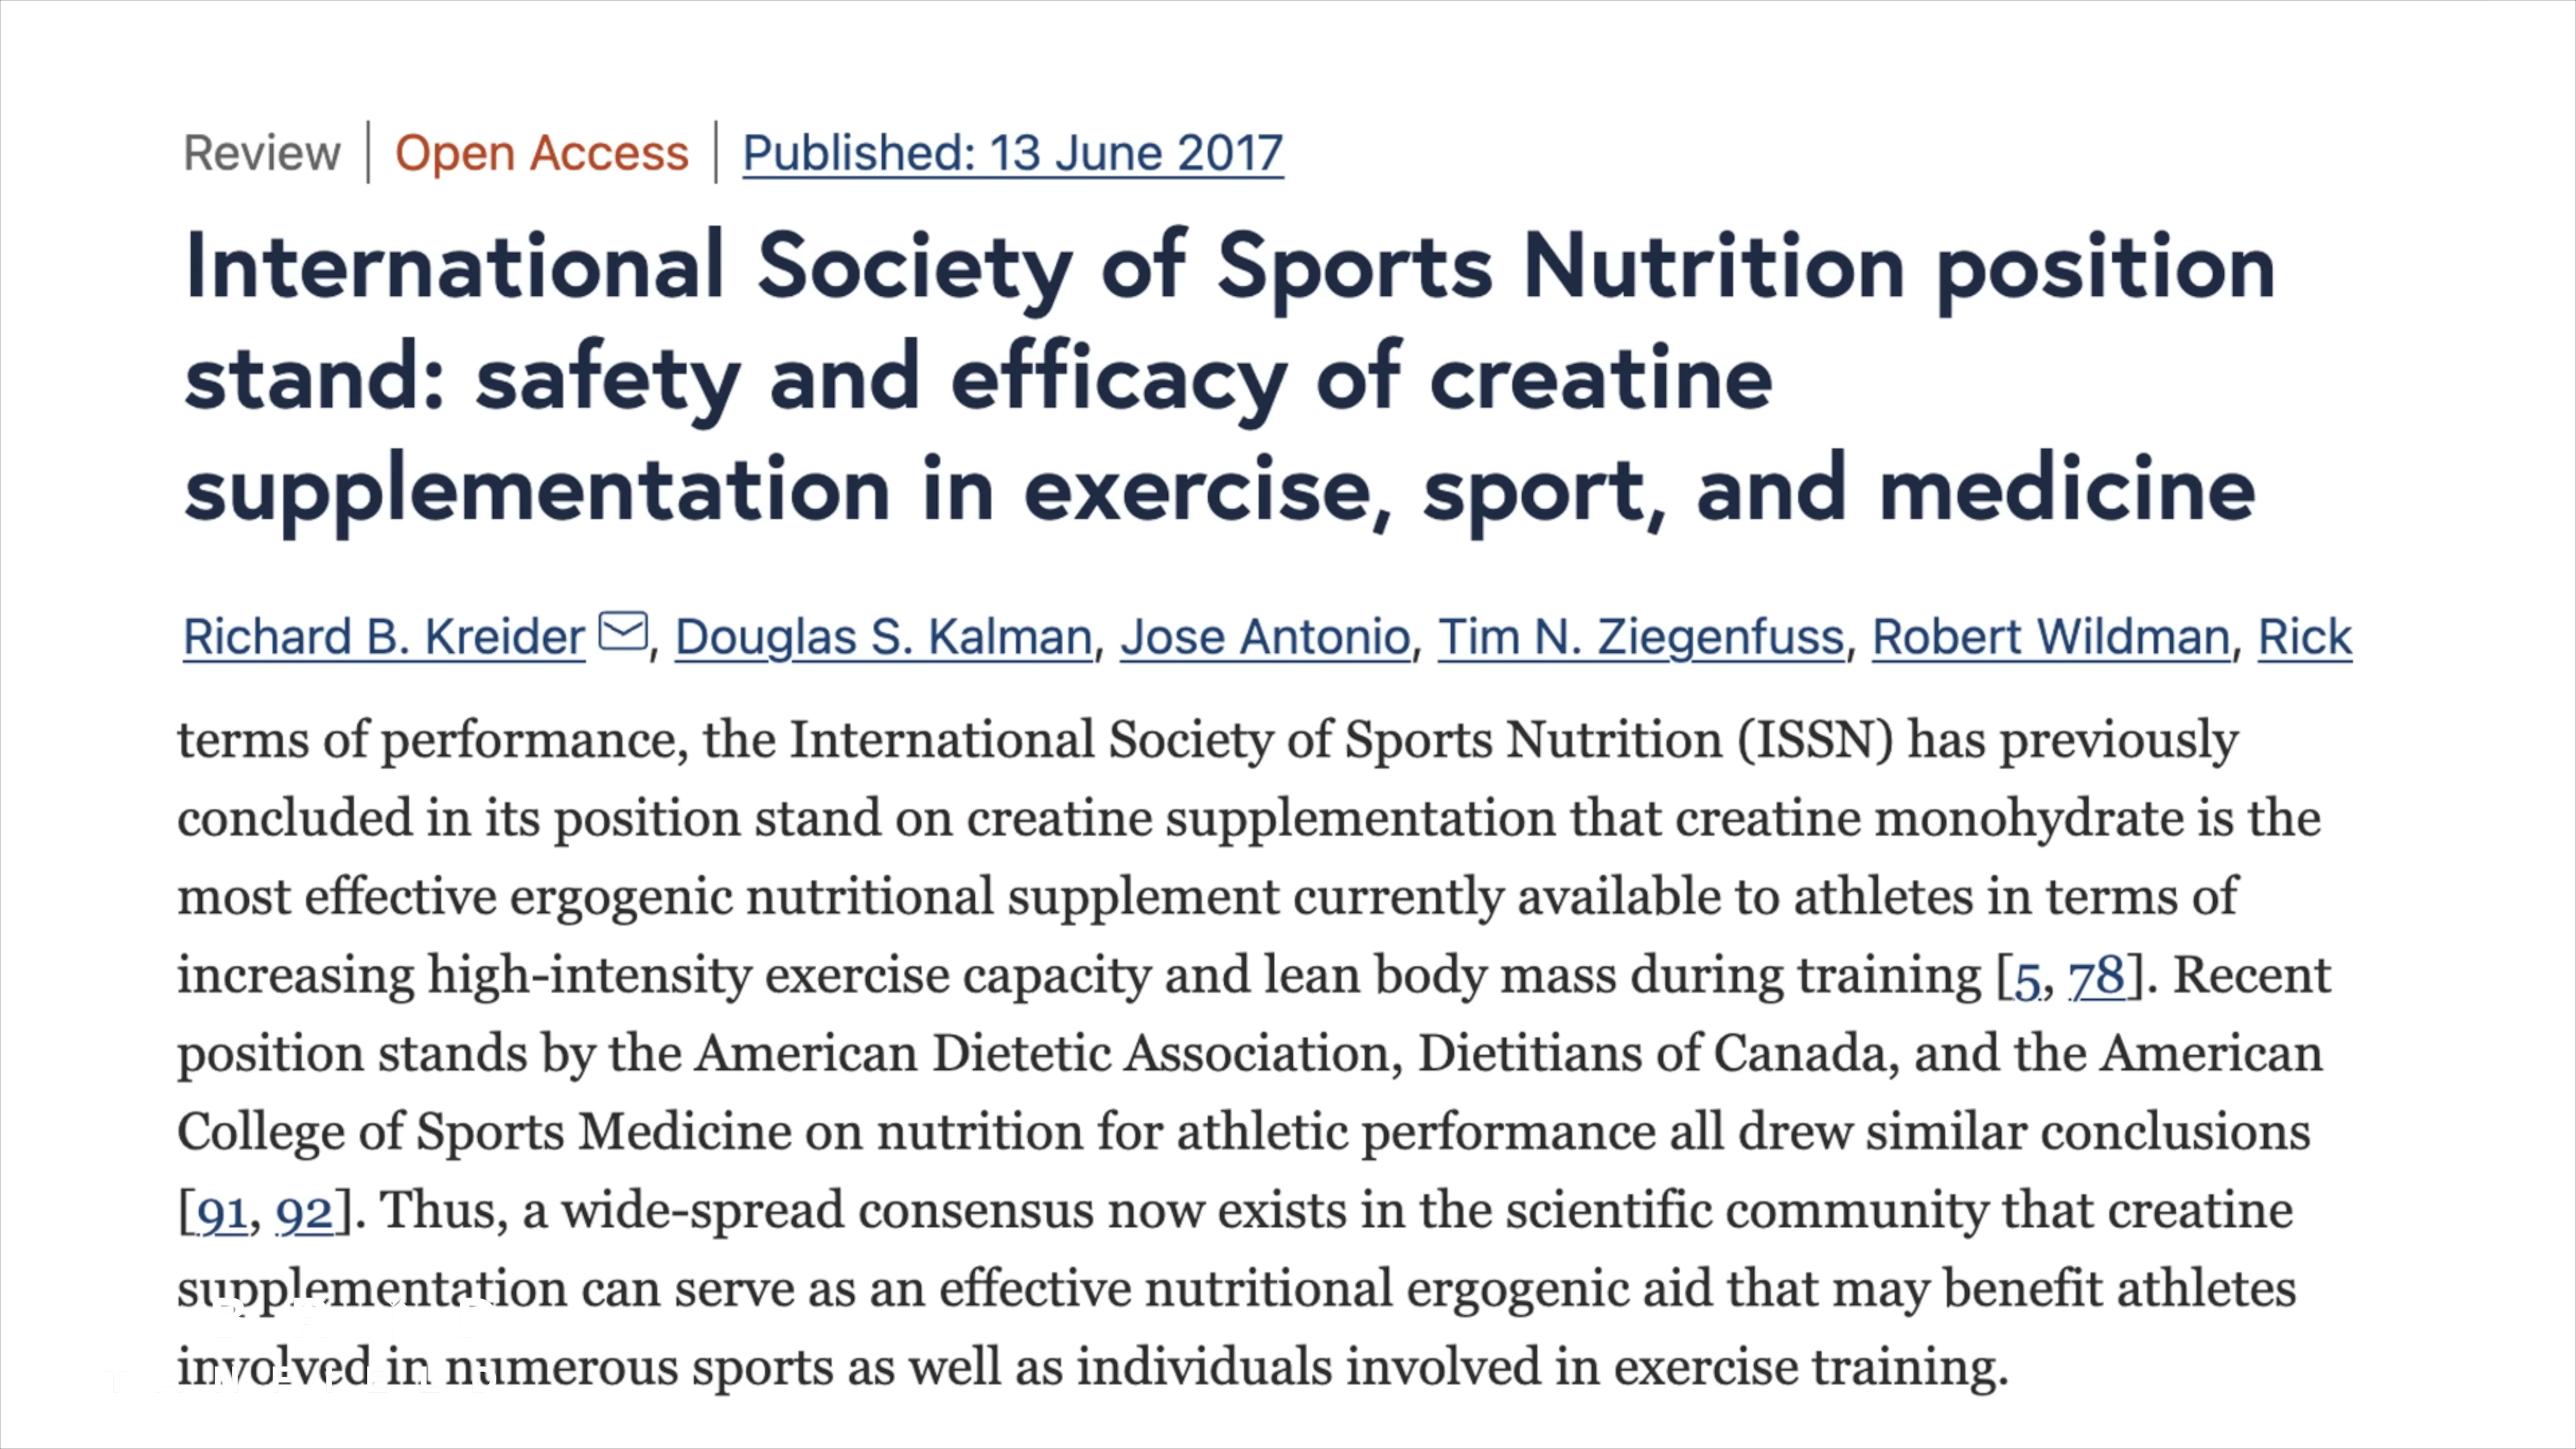 Review | Open Access | Published: 13 June 2017
International Society of Sports Nutrition position
stand: safety and efficacy of creatine
supplementation in exercise, sport, and medicine
Richard B. Kreider, Douglas S. Kalman, Jose Antonio, Tim N. Ziegenfuss, Robert Wildman, Rick
terms of performance, the International Society of Sports Nutrition (ISSN) has previously
concluded in its position stand on creatine supplementation that creatine monohydrate is the
most effective ergogenic nutritional supplement currently available to athletes in terms of
increasing high-intensity exercise capacity and lean body mass during training [5, 78]. Recent
position stands by the American Dietetic Association, Dietitians of Canada, and the American
College of Sports Medicine on nutrition for athletic performance all drew similar conclusions
[91, 92]. Thus, a wide-spread consensus now exists in the scientific community that creatine
supplementation can serve as an effective nutritional ergogenic aid that may benefit athletes
involved in numerous sports as well as individuals involved in exercise training.